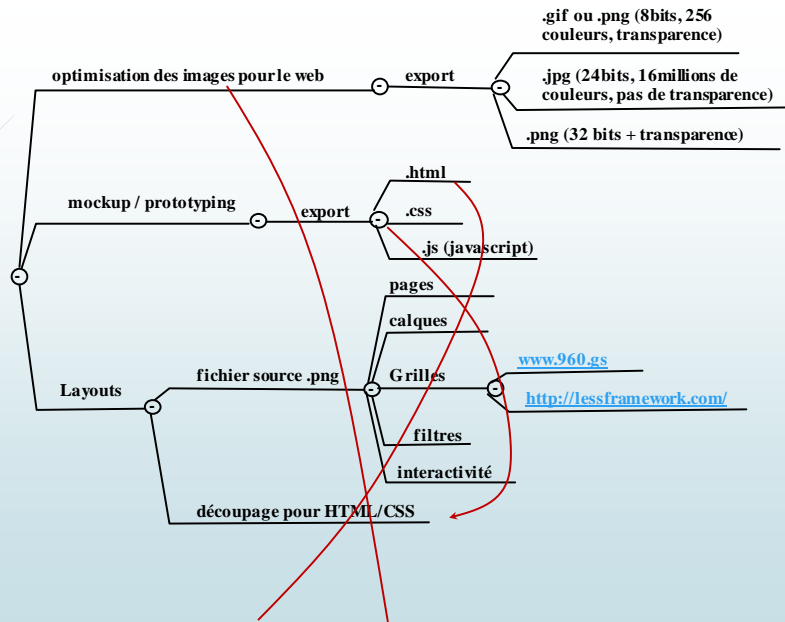 optimisation des images pour le web
export
.gif ou .png (8bits, 256
couleurs, transparence)
.jpg (24bits, 16millions de
couleurs, pas de transparence)
.png (32 bits + transparence)
mockup / prototyping
export
.html
.css
.js (javascript)
Layouts
fichier source .png
pages
calques
Grilles
www.960.gs
http://lessframework.com/
filtres
interactivité
découpage pour HTML/CSS